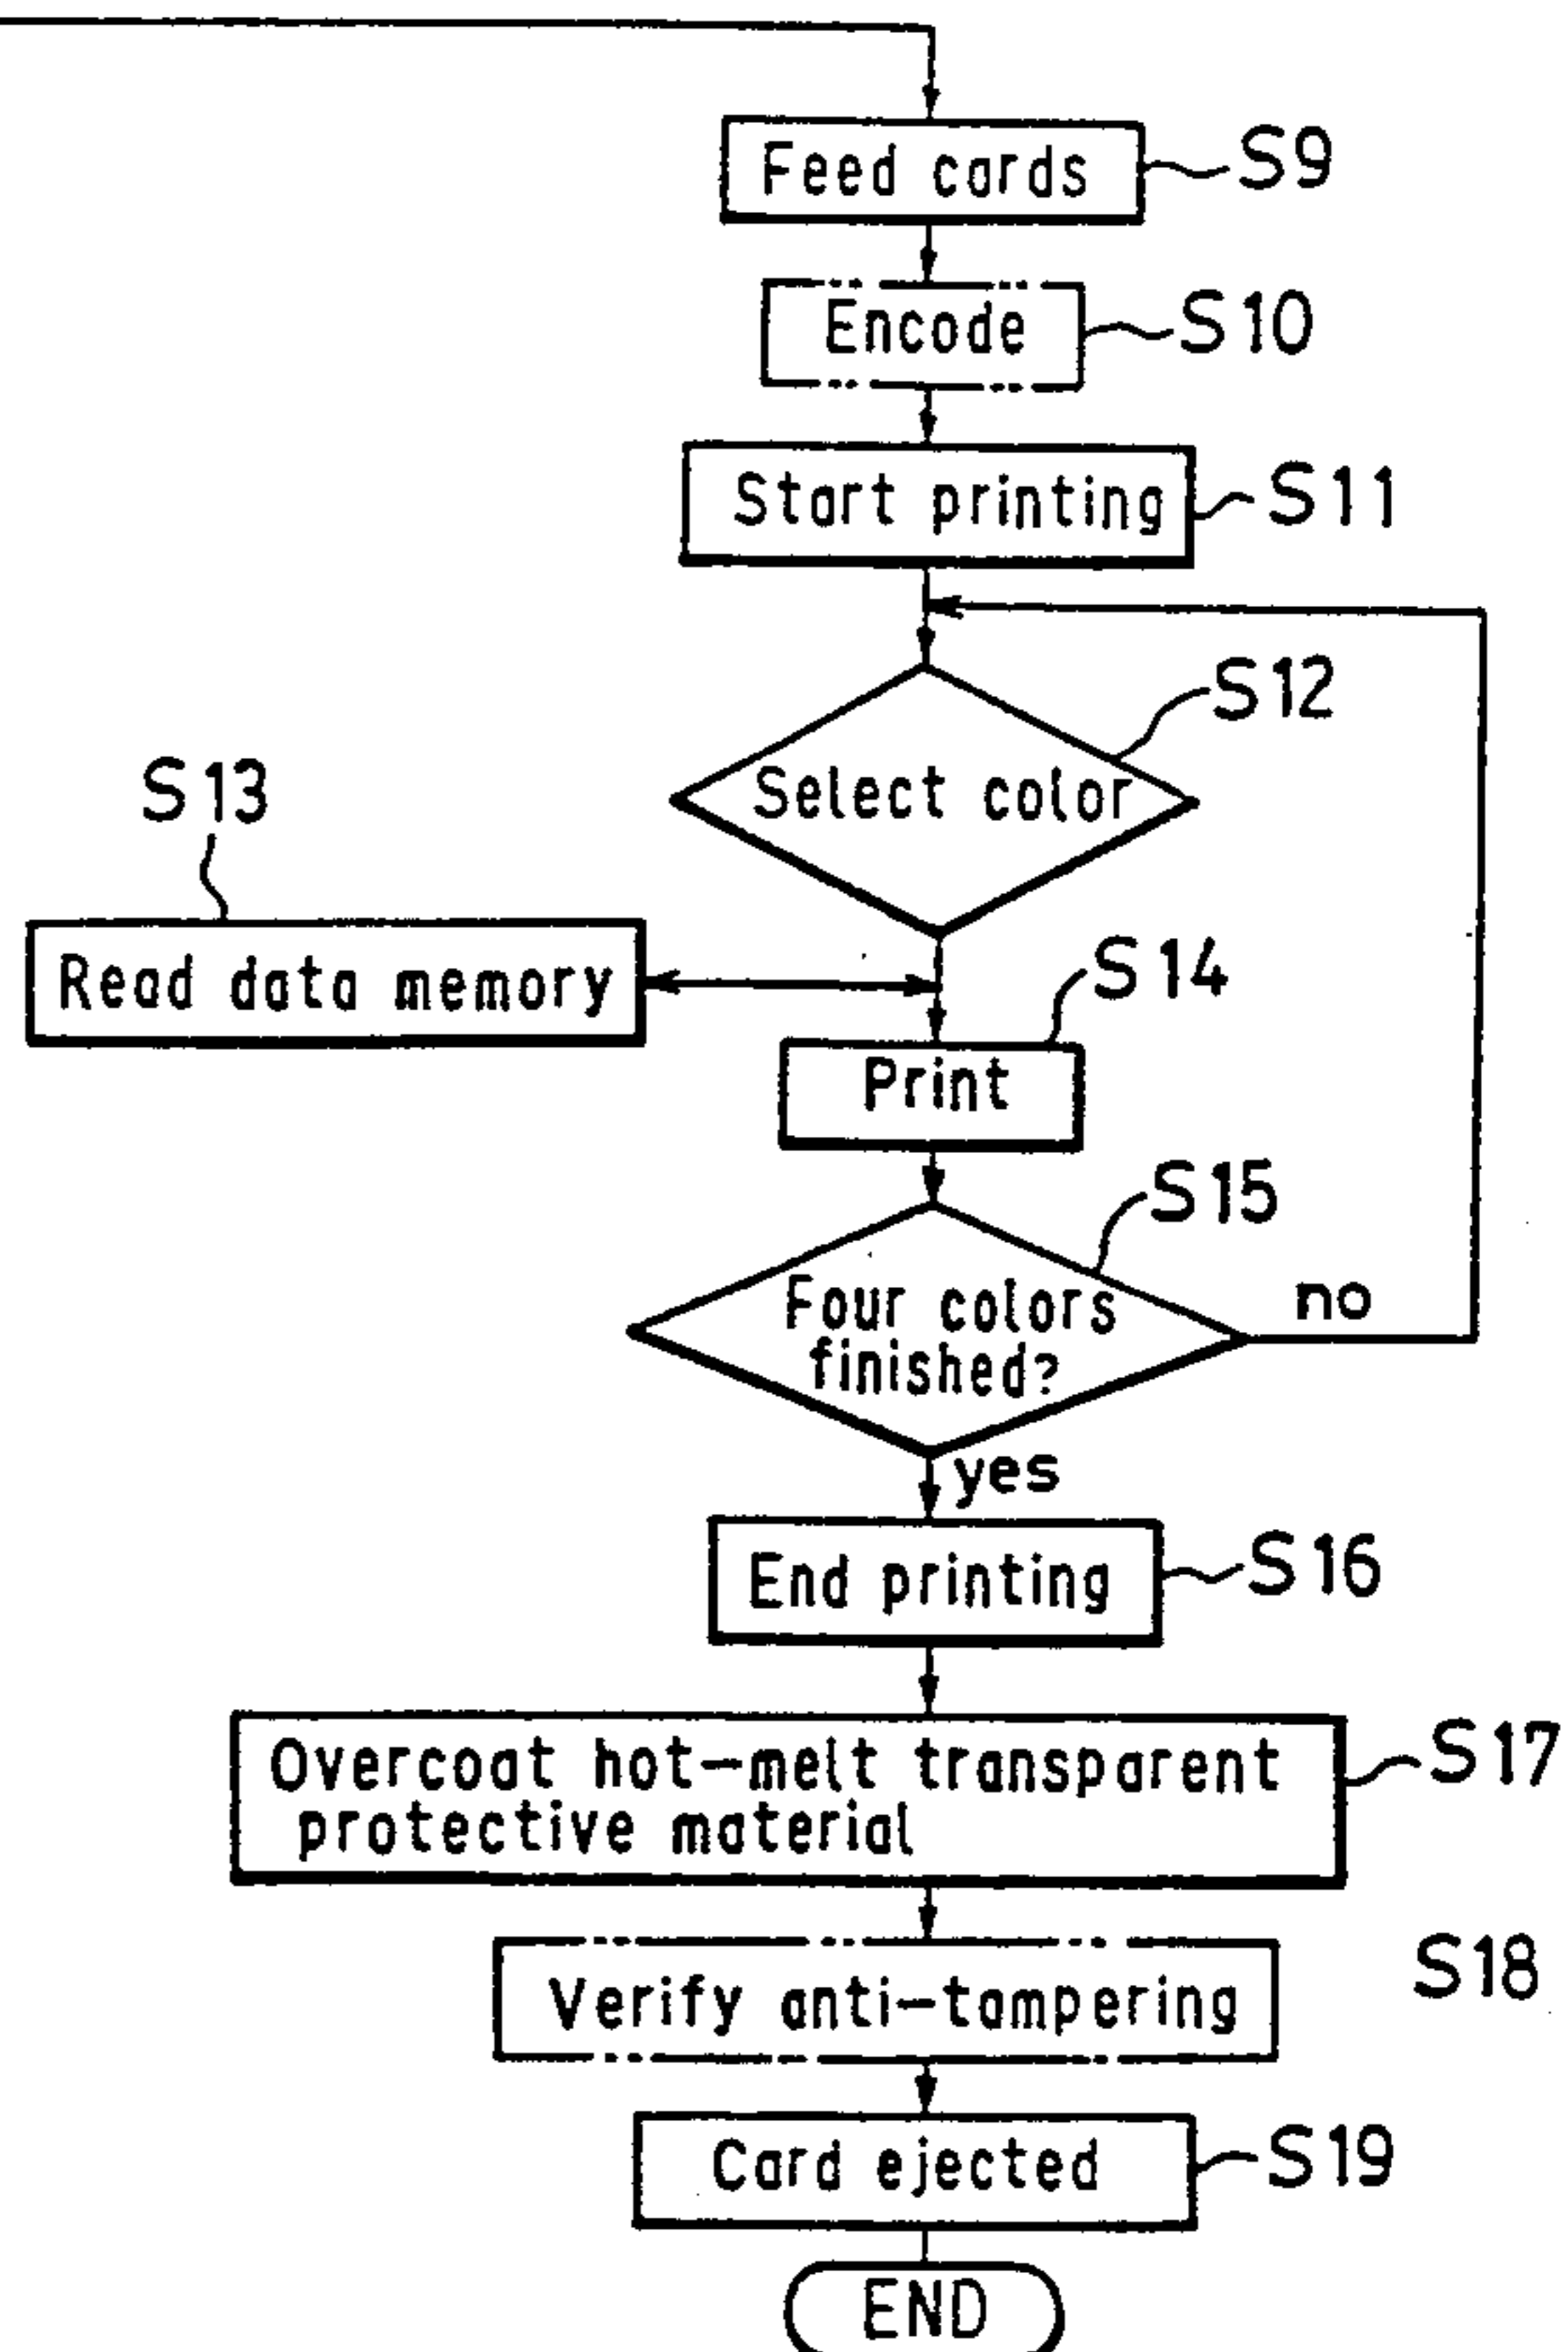 Feed cards
S9
Encode
S10
Start printing
S11
S12
Select color
S13
Read data memory
S14
Print
S15
Four colors
finished?
no
yes
End printing
S16
Overcoat hot-melt transparent
protective material
S17
Verify anti-tampering
S18
Card ejected
S19
END